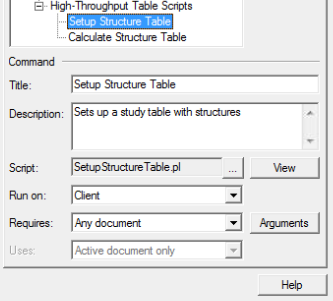 High-Throughput Table Scripts
Setup Structure Table
Calculate Structure Table
Command
Title: Setup Structure Table
Description: Sets up a study table with structures
Script: SetupStructureTable.pl ... View
Run on: Client
Requires: Any document Arguments
Uses: Active document only
Help